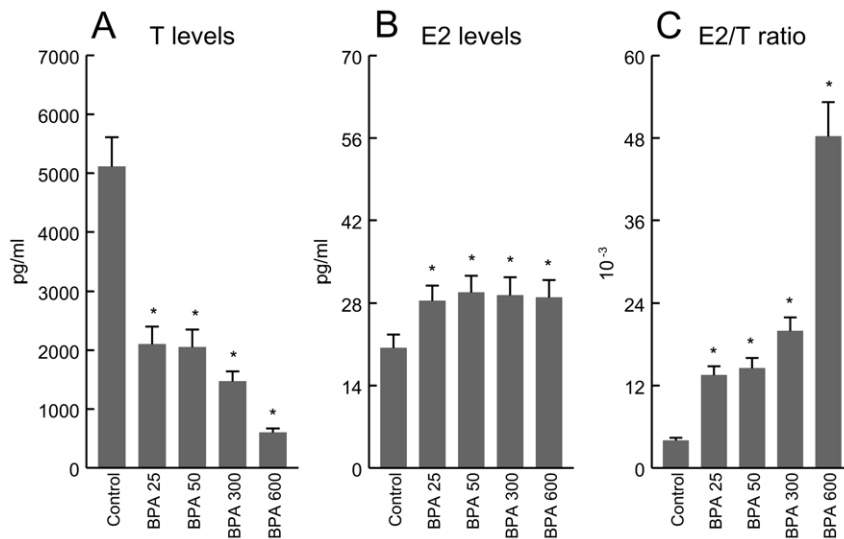 A
T levels
7000
6000
5000
4000
3000
2000
1000
0
pg/ml
*
*
*
*
Control
BPA 25
BPA 50
BPA 300
BPA 600
B
E2 levels
70
56
42
28
14
0
pg/ml
*
*
*
*
Control
BPA 25
BPA 50
BPA 300
BPA 600
C
E2/T ratio
60
48
36
24
12
0
10⁻³
*
*
*
*
Control
BPA 25
BPA 50
BPA 300
BPA 600